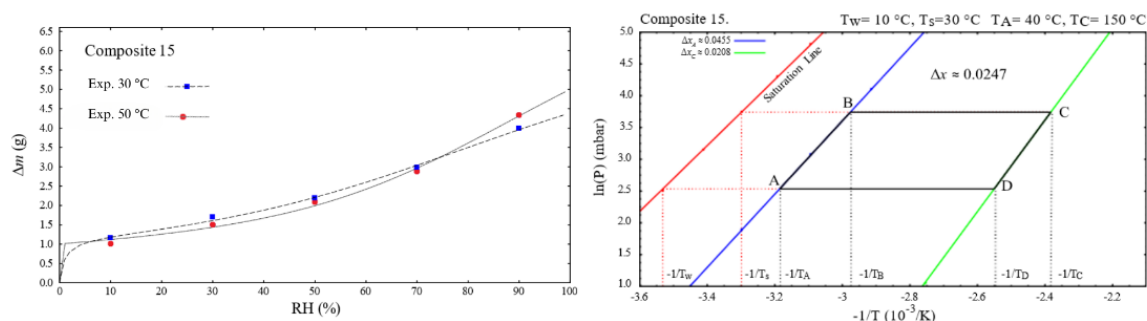 6.5
6.0
5.5
5.0
4.5
4.0
3.5
3.0
2.5
2.0
1.5
1.0
0.5
0.0
Δm (g)
Composite 15
Exp. 30 °C
Exp. 50 °C
0 10 20 30 40 50 60 70 80 90 100
RH (%)
Composite 15. Tw= 10 °C, Ts=30 °C TA= 40 °C, TC= 150 °C
5.0
4.5
4.0
3.5
3.0
2.5
2.0
1.5
1.0
ln(P) (mbar)
ΔxA ≈0.0455
Δxc ≈0.0208
Saturation Line
Δx ≈ 0.0247
B
C
A
D
-1/Tw -1/Ts -1/TA -1/TB -1/TD -1/TC
-3.6 -3.4 -3.2 -3 -2.8 -2.6 -2.4 -2.2
-1/T (10⁻³/K)